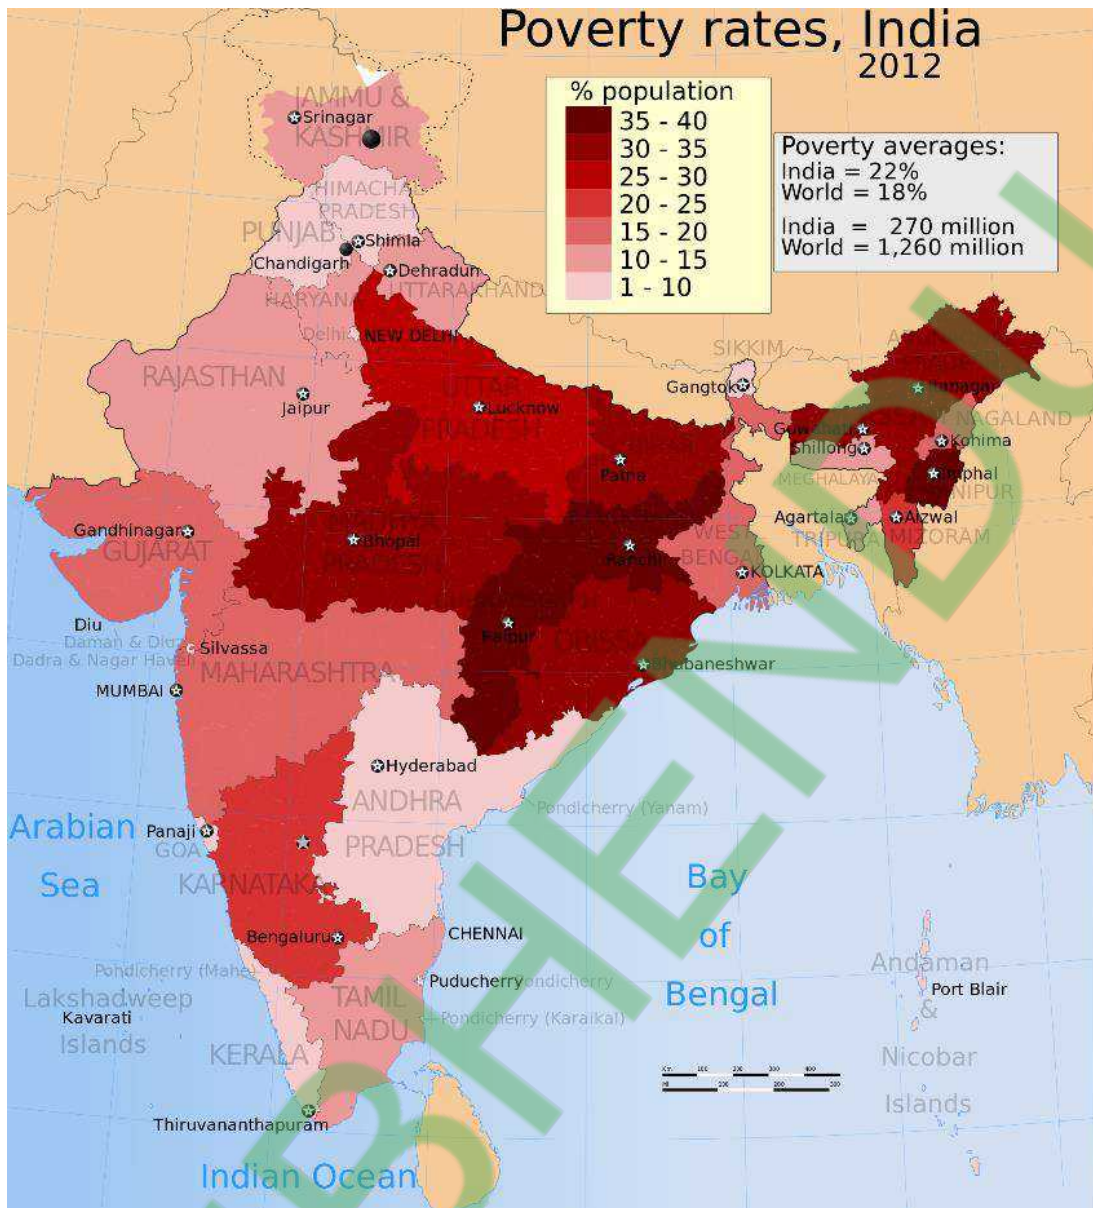 Poverty rates, India
2012
% population
35 - 40
30 - 35
25 - 30
20 - 25
15 - 20
10 - 15
1 - 10
Poverty averages:
India = 22%
World = 18%
India = 270 million
World = 1,260 million
JAMMU &
Srinagar
KASHMIR
HIMACHAL
PRADESH
PUNJAB
Shimla
Chandigarh
Dehradun
UTTARAKHAND
HARYANA
Delhi
NEW DELHI
SIKKIM
Gangtok
RAJASTHAN
Jaipur
UTTAR
Lucknow
PRADESH
Itanagar
NAGALAND
Guwahati
Kohima
Shillong
Patna
MEGHALAYA
Imphal
MANIPUR
Gandhinagar
GUJARAT
Bhopal
PRADESH
Ranchi
WEST
BENGAL
Agartala
TRIPURA
Aizwal
MIZORAM
KOLKATA
Diu
Daman & Diu
Dadra & Nagar Haveli
Silvassa
Raipur
ODISSA
Bhubaneshwar
MAHARASHTRA
MUMBAI
Hyderabad
ANDHRA
PRADESH
Pondicherry (Yanam)
Arabian
Sea
Panaji
GOA
KARNATAKA
Bay
of
Bengal
Bengaluru
CHENNAI
Pondicherry (Mahe)
Puducherry
Pondicherry
Lakshadweep
Kavarati
Islands
TAMIL
NADU
Pondicherry (Karaikal)
KERALA
Andaman
Port Blair
&
Nicobar
Islands
Thiruvananthapuram
Indian Ocean
BHENDU